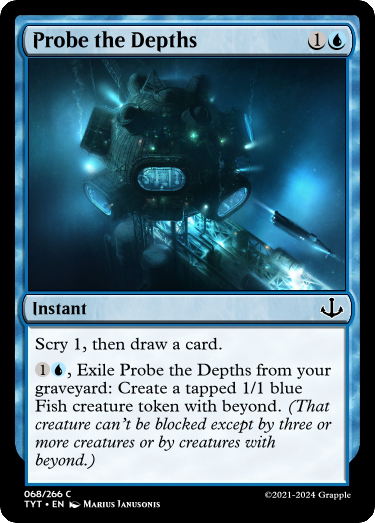 Probe the Depths 1
Instant
Scry 1, then draw a card.
1, Exile Probe the Depths from your
graveyard: Create a tapped 1/1 blue
Fish creature token with beyond. (That
creature can't be blocked except by three or
more creatures or by creatures with
beyond.)
068/266 C
TYT • EN Marius Janusonis
©2021-2024 Grapple